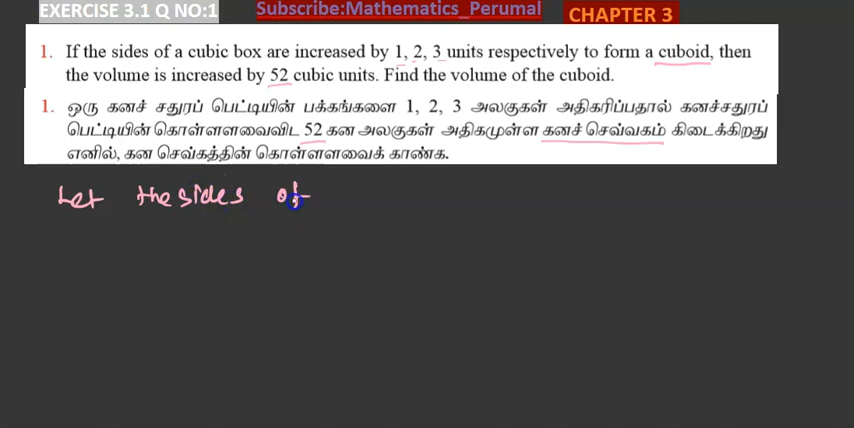 EXERCISE 3.1 Q NO:1 Subscribe:Mathematics_Perumal CHAPTER 3
1. If the sides of a cubic box are increased by 1, 2, 3 units respectively to form a cuboid, then
the volume is increased by 52 cubic units. Find the volume of the cuboid.
1. ஒரு கனச் சதுரப் பெட்டியின் பக்கங்களை 1, 2, 3 அலகுகள் அதிகரிப்பதால் கனச்சதுரப்
பெட்டியின் கொள்ளளவைவிட 52 கன அலகுகள் அதிகமுள்ள கனச் செவ்வகம் கிடைக்கிறது
எனில், கன செவ்கத்தின் கொள்ளளவைக் காண்க.
Let the sides of